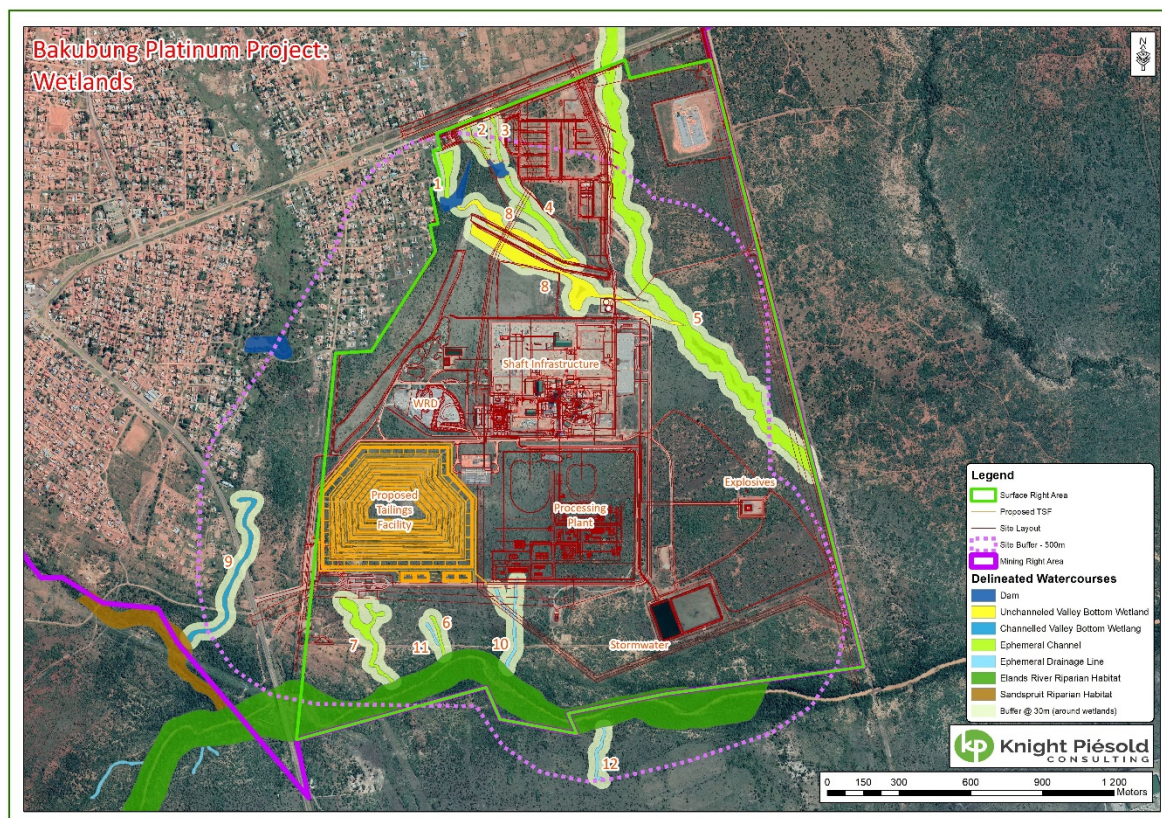 Bakubung Platinum Project:
Wetlands
N
2
3
1
8
4
8
5
Shaft Infrastructure
WRD
Proposed
Tailings
Facility
Processing
Plant
Explosives
9
7
11
6
10
Stormwater
12
Legend
Surface Right Area
Proposed TSF
Site Layout
Site Buffer - 500m
Mining Right Area
Delineated Watercourses
Dam
Unchanneled Valley Bottom Wetland
Channelled Valley Bottom Wetlang
Ephemeral Channel
Ephemeral Drainage Line
Elands River Riparian Habitat
Sandspruit Riparian Habitat
Buffer @ 30m (around wetlands)
kp Knight Piésold
CONSULTING
0 150 300 600 900 1 200
Meters